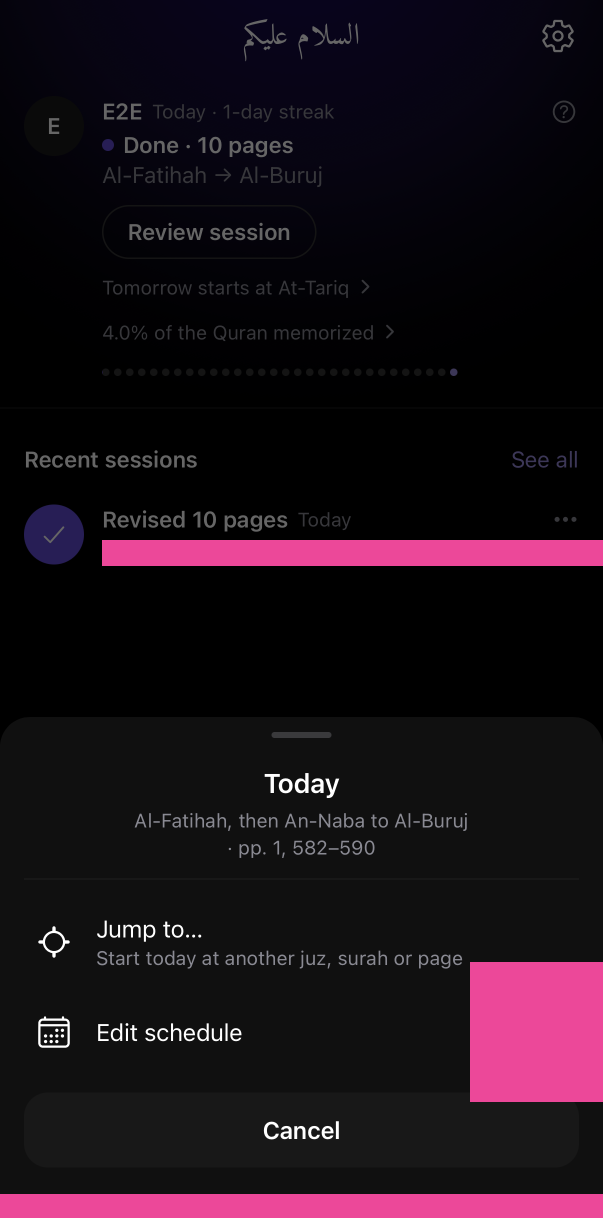 السلام عليكم
E
E2E Today · 1-day streak
Done · 10 pages
Al-Fatihah → Al-Buruj
Review session
Tomorrow starts at At-Tariq
4.0% of the Quran memorized
Recent sessions See all
Revised 10 pages Today
Today
Al-Fatihah, then An-Naba to Al-Buruj
· pp. 1, 582–590
Jump to...
Start today at another juz, surah or page
Edit schedule
Cancel